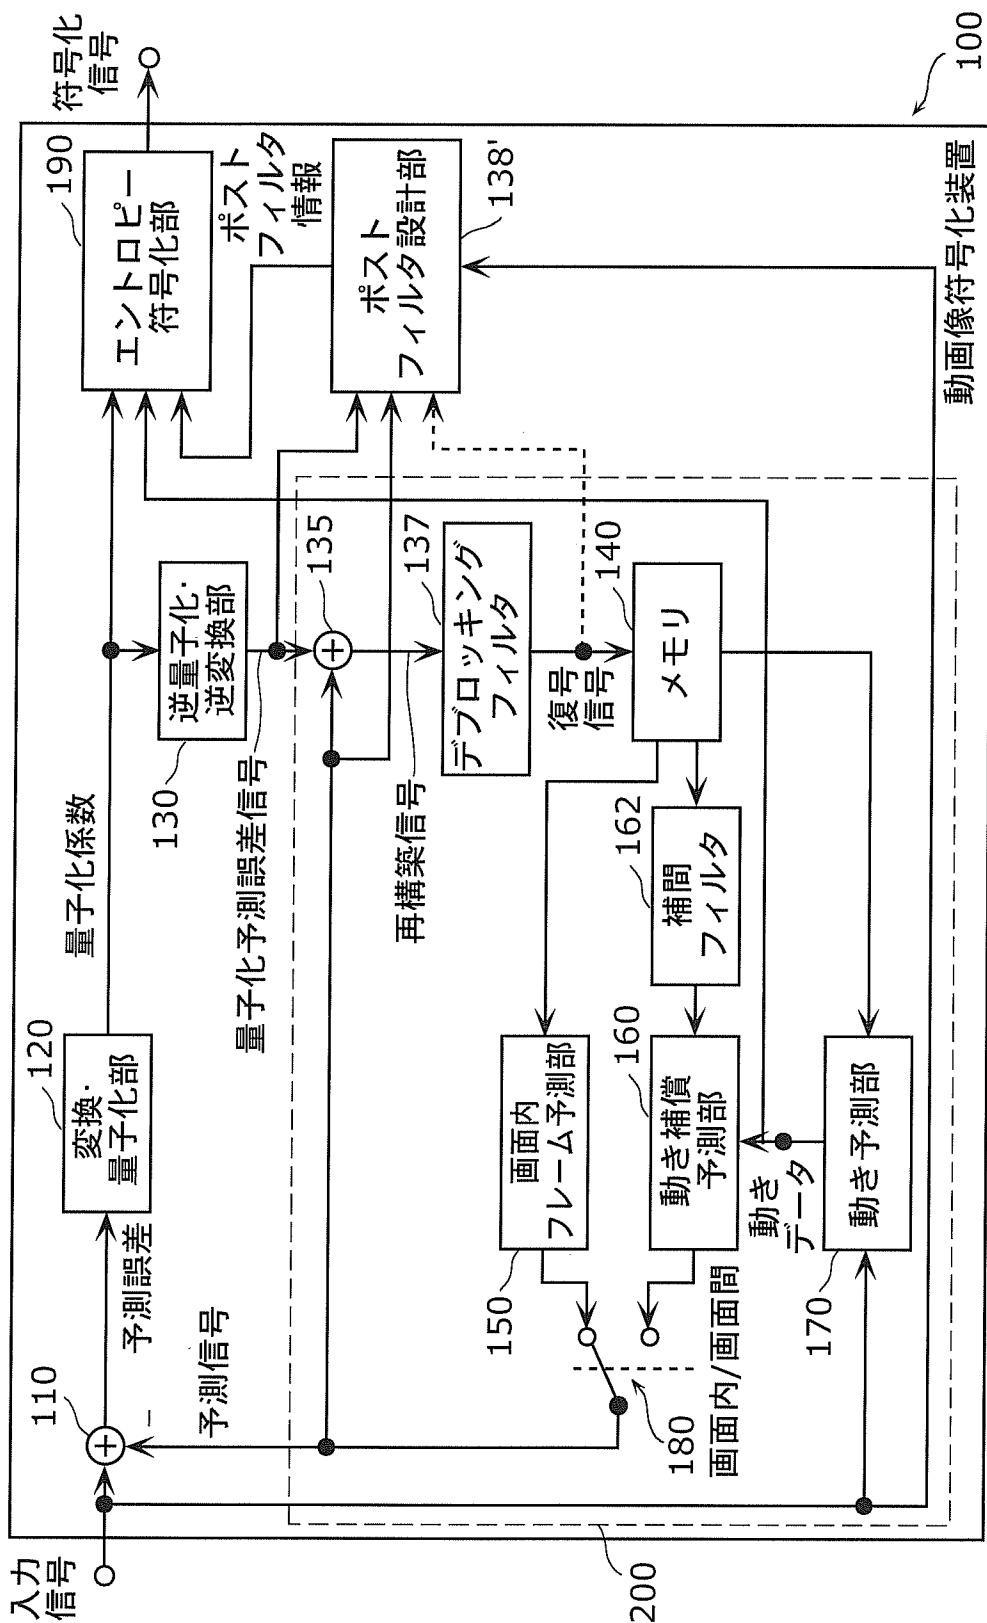 入力
信号
110
予測誤差
−
予測信号
120
変換・
量子化部
量子化係数
130
逆量子化・
逆変換部
量子化予測誤差信号
135
再構築信号
137
デブロッキング
フィルタ
復号
信号
140
メモリ
162
補間
フィルタ
160
動き補償
予測部
150
画面内
フレーム予測部
動き
データ
170
動き予測部
180
画面内/画面間
200
190
エントロピー
符号化部
ポスト
フィルタ
情報
138'
ポスト
フィルタ設計部
符号化
信号
動画像符号化装置
100